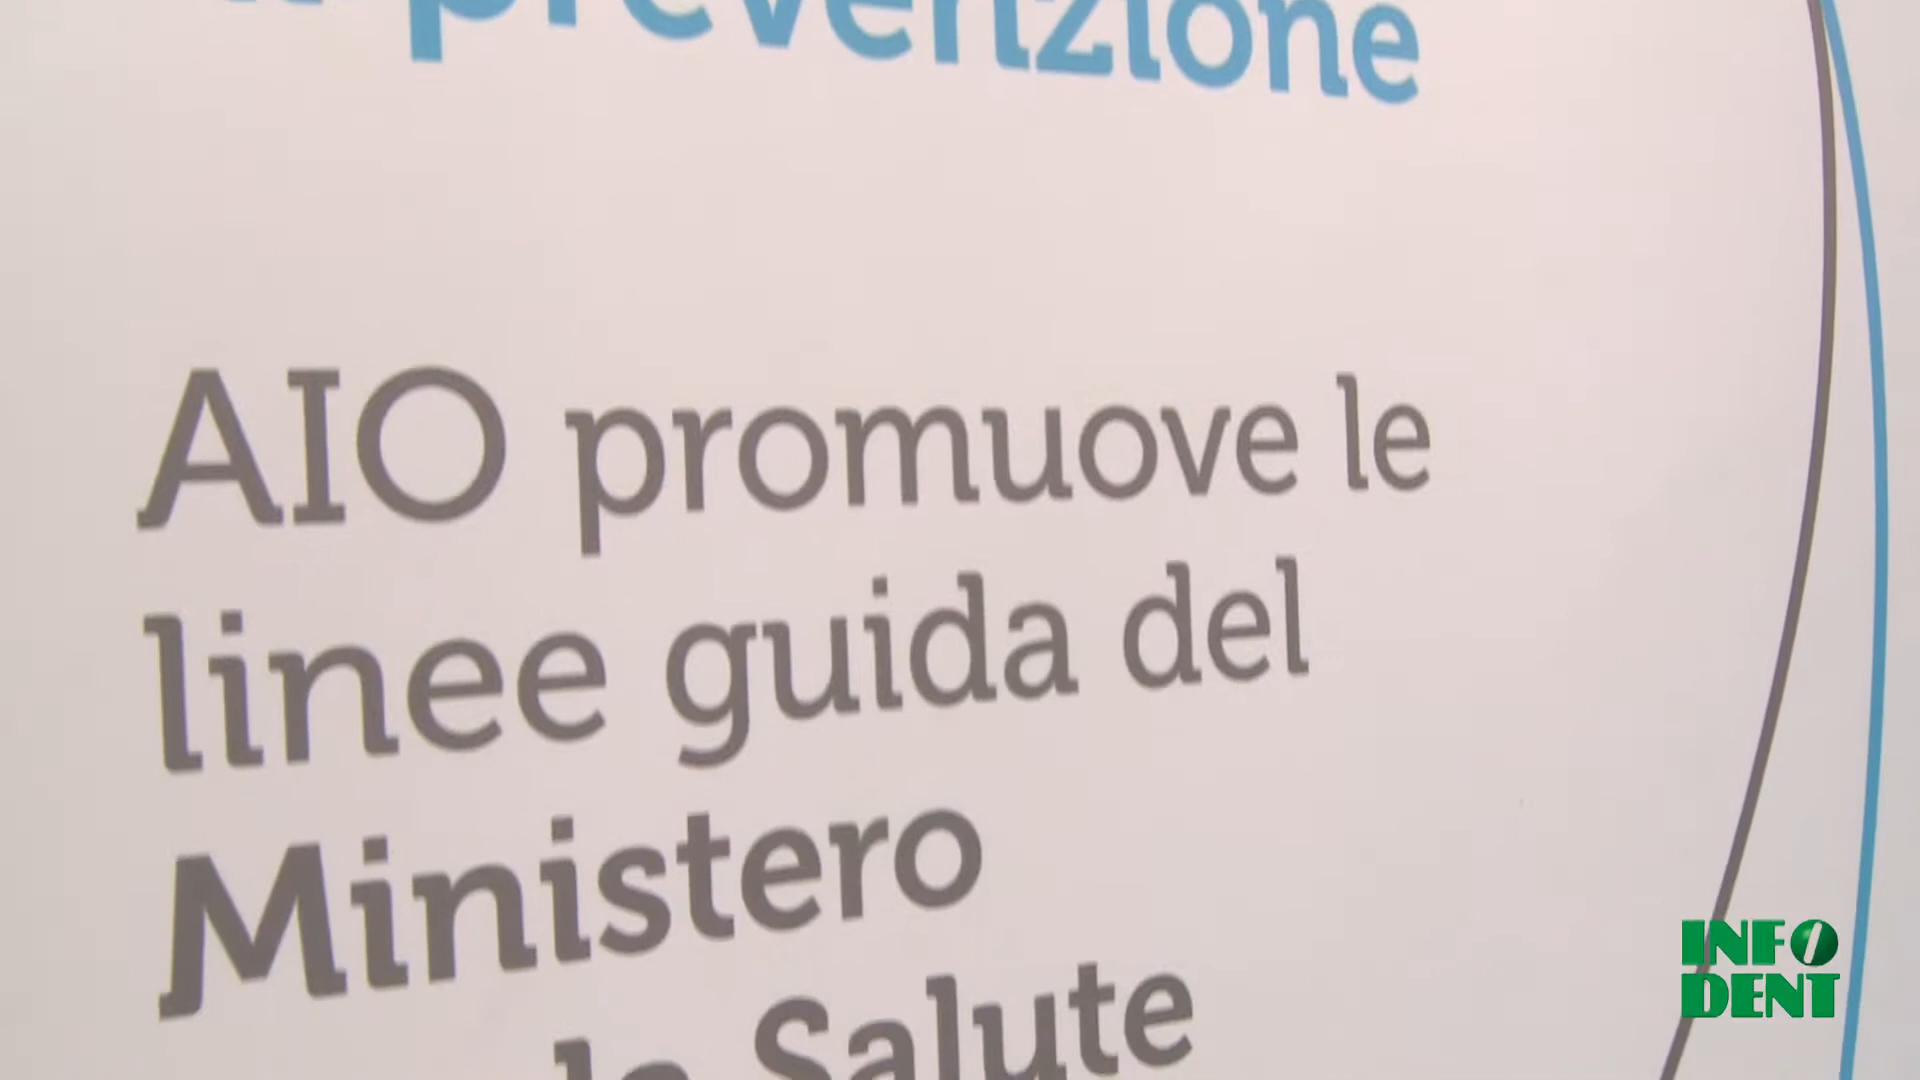 prevenzione
AIO promuove le
linee guida del
Ministero
Salute
INFO
DENT